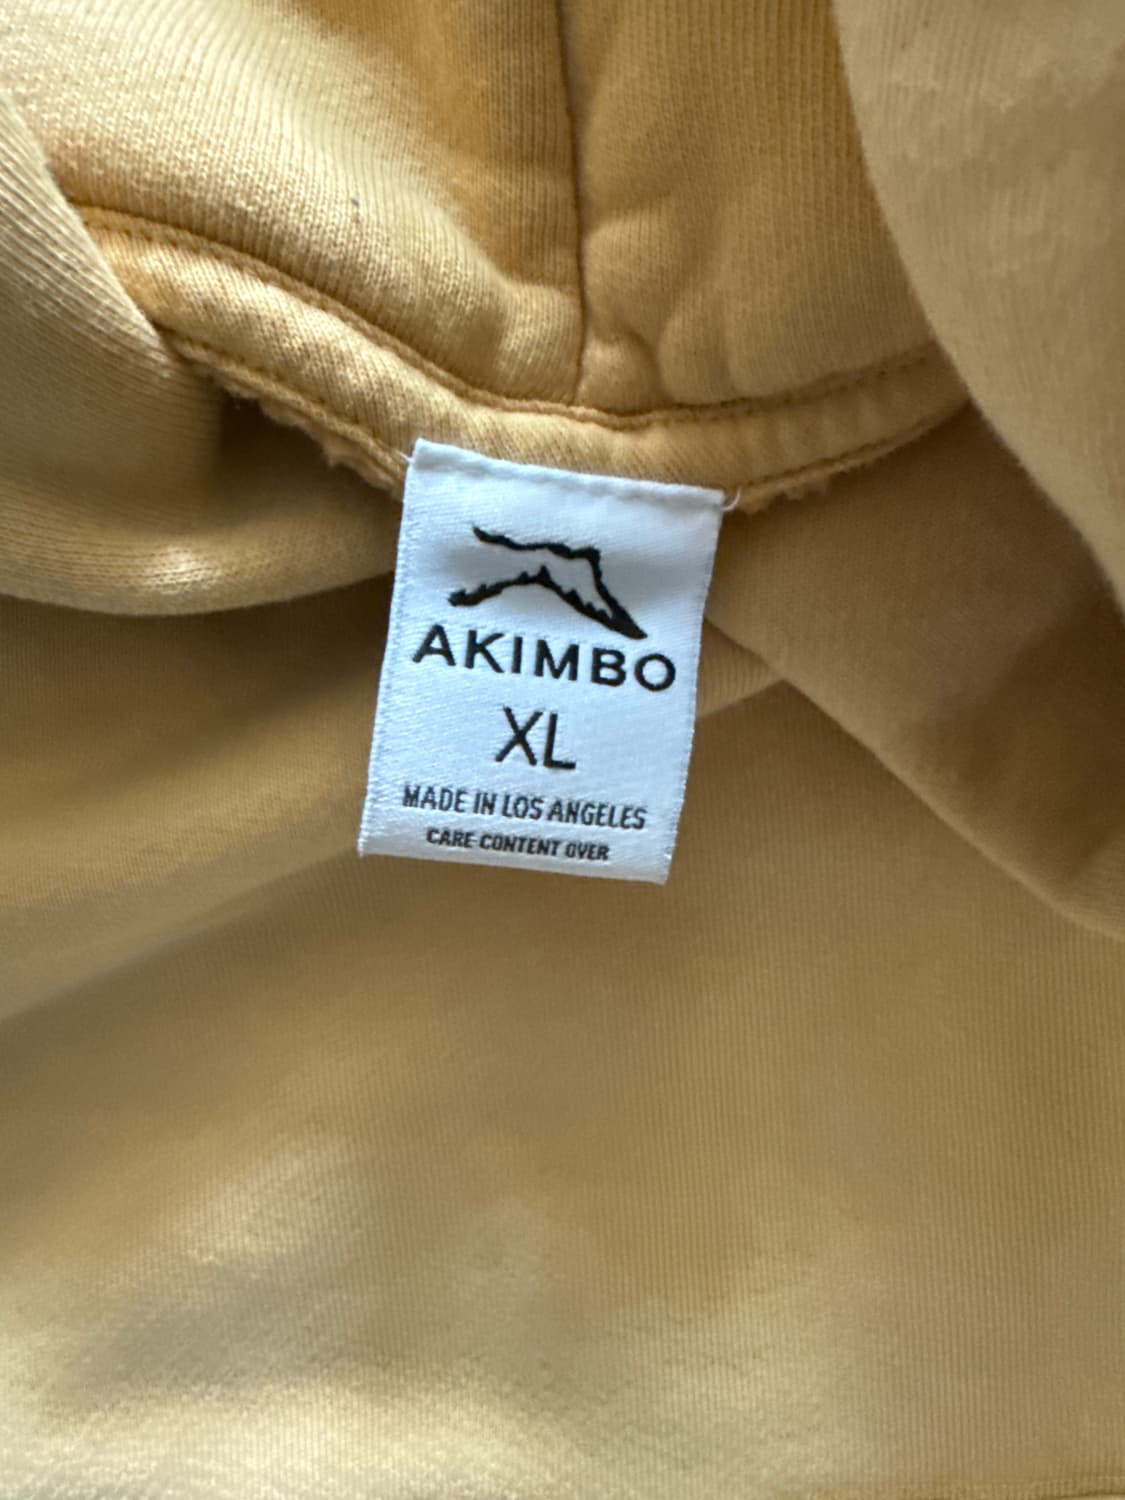 AKIMBO
XL
MADE IN LOS ANGELES
CARE-CONTENT OVER